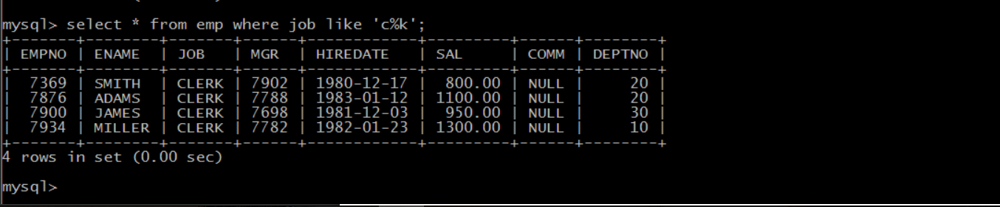 mysql> select * from emp where job like 'c%k';
+-------+--------+-------+------+------------+---------+------+--------+
| EMPNO | ENAME  | JOB   | MGR  | HIREDATE   | SAL     | COMM | DEPTNO |
+-------+--------+-------+------+------------+---------+------+--------+
|  7369 | SMITH  | CLERK | 7902 | 1980-12-17 |  800.00 | NULL |     20 |
|  7876 | ADAMS  | CLERK | 7788 | 1983-01-12 | 1100.00 | NULL |     20 |
|  7900 | JAMES  | CLERK | 7698 | 1981-12-03 |  950.00 | NULL |     30 |
|  7934 | MILLER | CLERK | 7782 | 1982-01-23 | 1300.00 | NULL |     10 |
+-------+--------+-------+------+------------+---------+------+--------+
4 rows in set (0.00 sec)
mysql>